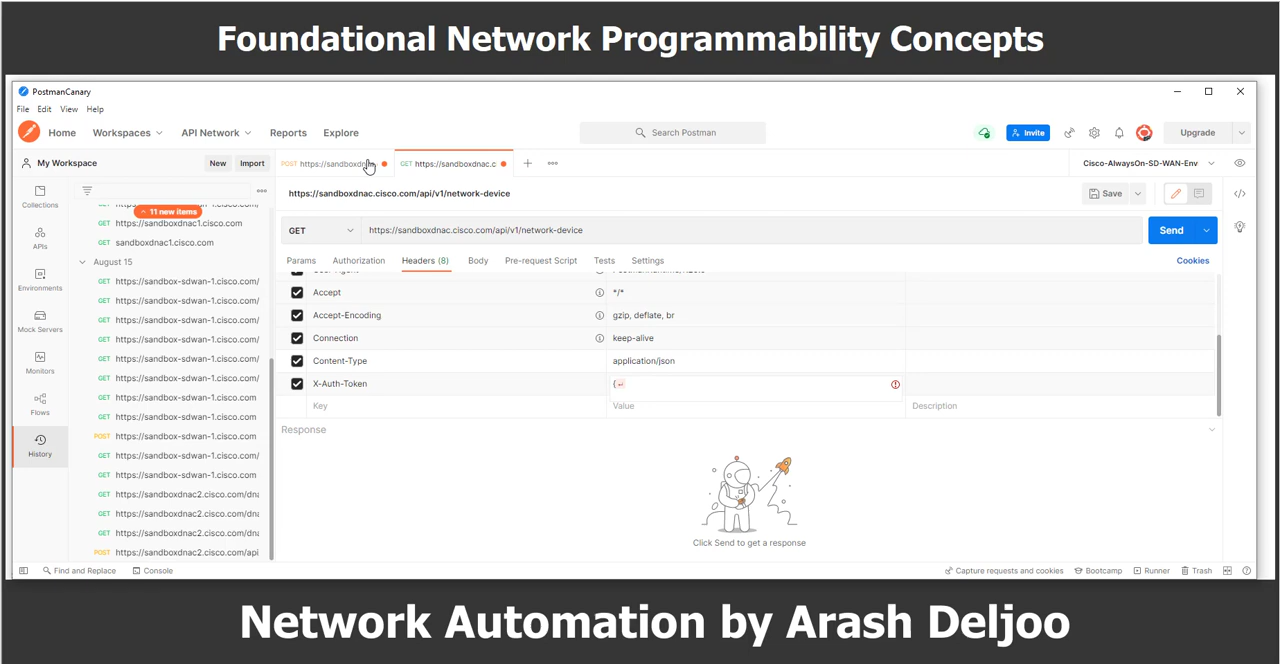 Foundational Network Programmability Concepts
PostmanCanary
File Edit View Help
Home Workspaces API Network Reports Explore Search Postman Invite Upgrade
My Workspace New Import POST https://sandboxdn GET https://sandboxdnac.c Cisco-AlwaysOn-SD-WAN-Env
https://sandboxdnac.cisco.com/api/v1/network-device Save
11 new items
GET https://sandboxdnac1.cisco.com
GET sandboxdnac1.cisco.com
August 15
GET https://sandbox-sdwan-1.cisco.com/
GET https://sandbox-sdwan-1.cisco.com/
GET https://sandbox-sdwan-1.cisco.com/
GET https://sandbox-sdwan-1.cisco.com/
GET https://sandbox-sdwan-1.cisco.com/
GET https://sandbox-sdwan-1.cisco.com/
GET https://sandbox-sdwan-1.cisco.com
GET https://sandbox-sdwan-1.cisco.com
POST https://sandbox-sdwan-1.cisco.com
GET https://sandbox-sdwan-1.cisco.com
GET https://sandbox-sdwan-1.cisco.com
GET https://sandboxdnac2.cisco.com/dna
GET https://sandboxdnac2.cisco.com/dna
GET https://sandboxdnac2.cisco.com/dna
POST https://sandboxdnac2.cisco.com/api
Collections
APIs
Environments
Mock Servers
Monitors
Flows
History
GET https://sandboxdnac.cisco.com/api/v1/network-device Send
Params Authorization Headers (8) Body Pre-request Script Tests Settings Cookies
Accept */*
Accept-Encoding gzip, deflate, br
Connection keep-alive
Content-Type application/json
X-Auth-Token {↵
Key Value Description
Response
Click Send to get a response
Find and Replace Console Capture requests and cookies Bootcamp Runner Trash
Network Automation by Arash Deljoo